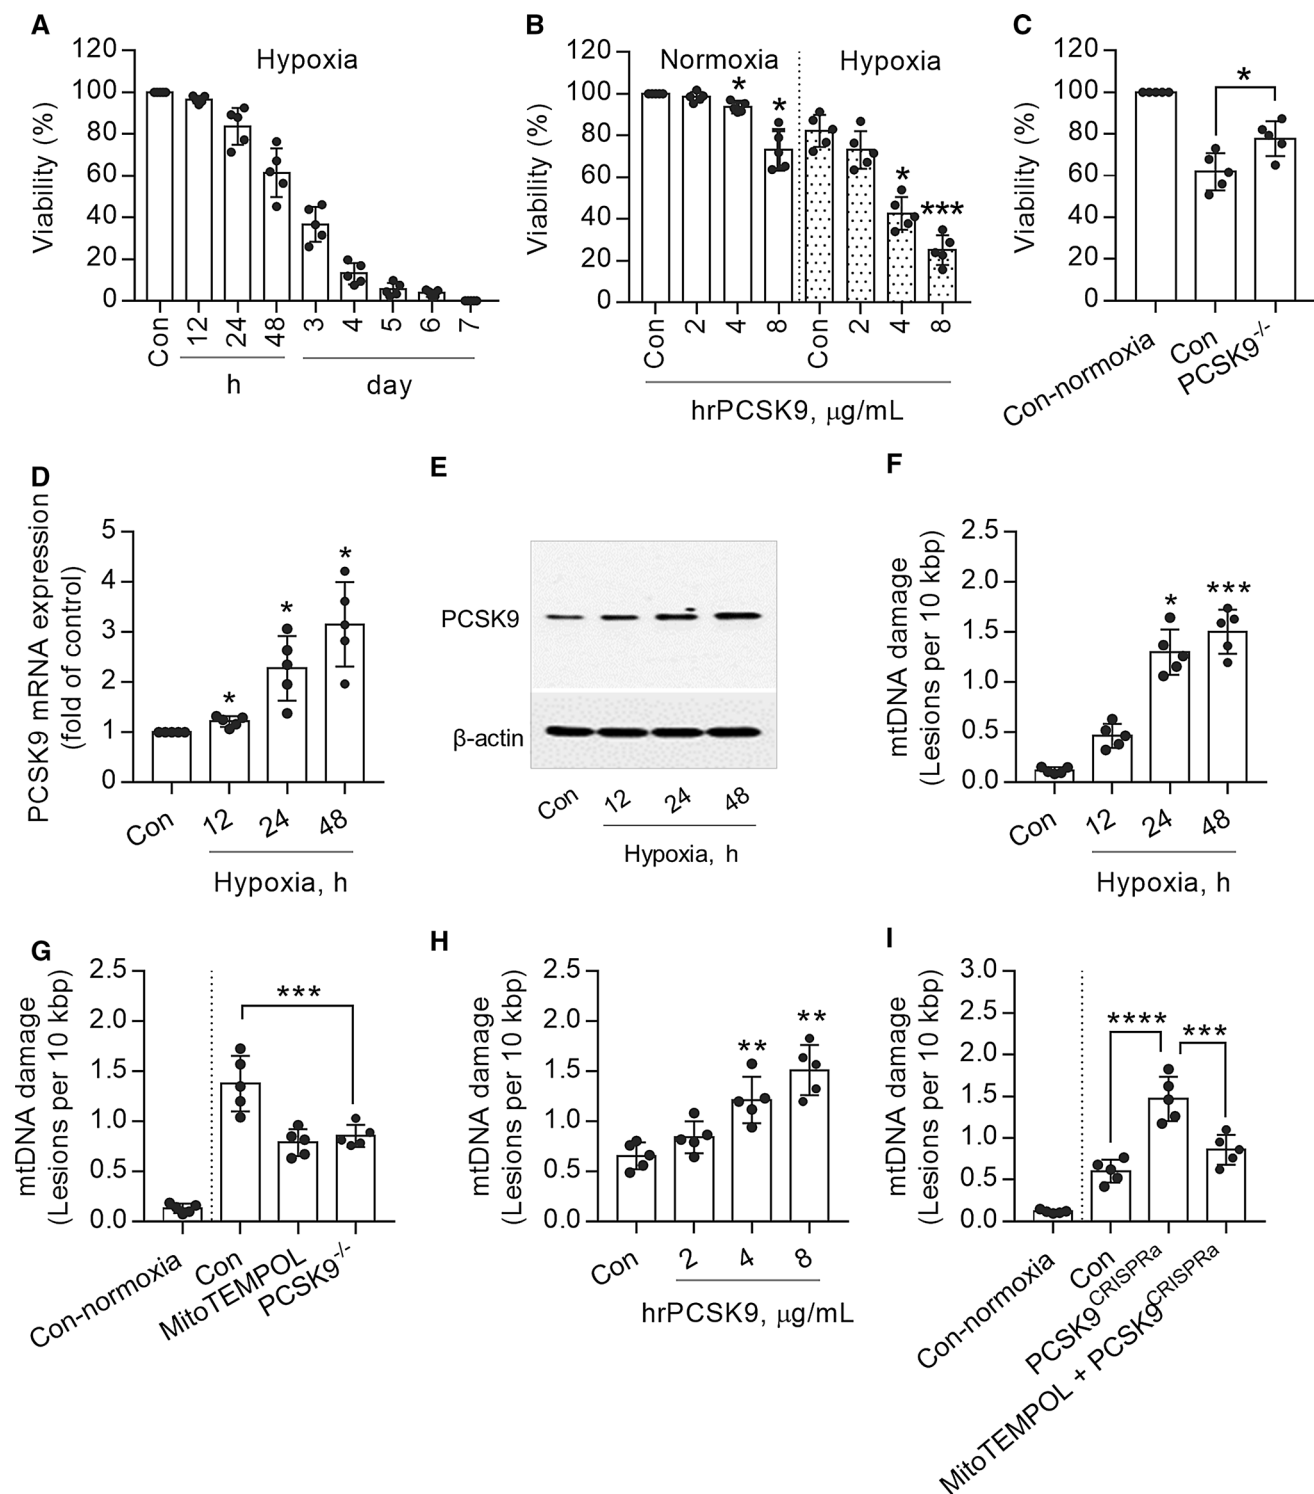 A
Viability (%)
120
100
80
60
40
20
0
Hypoxia
Con
12
24
48
3
4
5
6
7
h
day
B
Viability (%)
120
100
80
60
40
20
0
Normoxia
Hypoxia
*
*
*
***
Con
2
4
8
Con
2
4
8
hrPCSK9, μg/mL
C
Viability (%)
120
100
80
60
40
20
0
*
Con-normoxia
Con
PCSK9-/-
D
PCSK9 mRNA expression
(fold of control)
5
4
3
2
1
0
*
*
*
Con
12
24
48
Hypoxia, h
E
PCSK9
β-actin
Con
12
24
48
Hypoxia, h
F
mtDNA damage
(Lesions per 10 kbp)
2.5
2.0
1.5
1.0
0.5
0.0
*
***
Con
12
24
48
Hypoxia, h
G
mtDNA damage
(Lesions per 10 kbp)
2.5
2.0
1.5
1.0
0.5
0.0
***
Con-normoxia
Con
MitoTEMPOL
PCSK9-/-
H
mtDNA damage
(Lesions per 10 kbp)
2.5
2.0
1.5
1.0
0.5
0.0
**
**
Con
2
4
8
hrPCSK9, μg/mL
I
mtDNA damage
(Lesions per 10 kbp)
3.0
2.5
2.0
1.5
1.0
0.5
0.0
****
***
Con-normoxia
Con
PCSK9CRISPRa
MitoTEMPOL + PCSK9CRISPRa